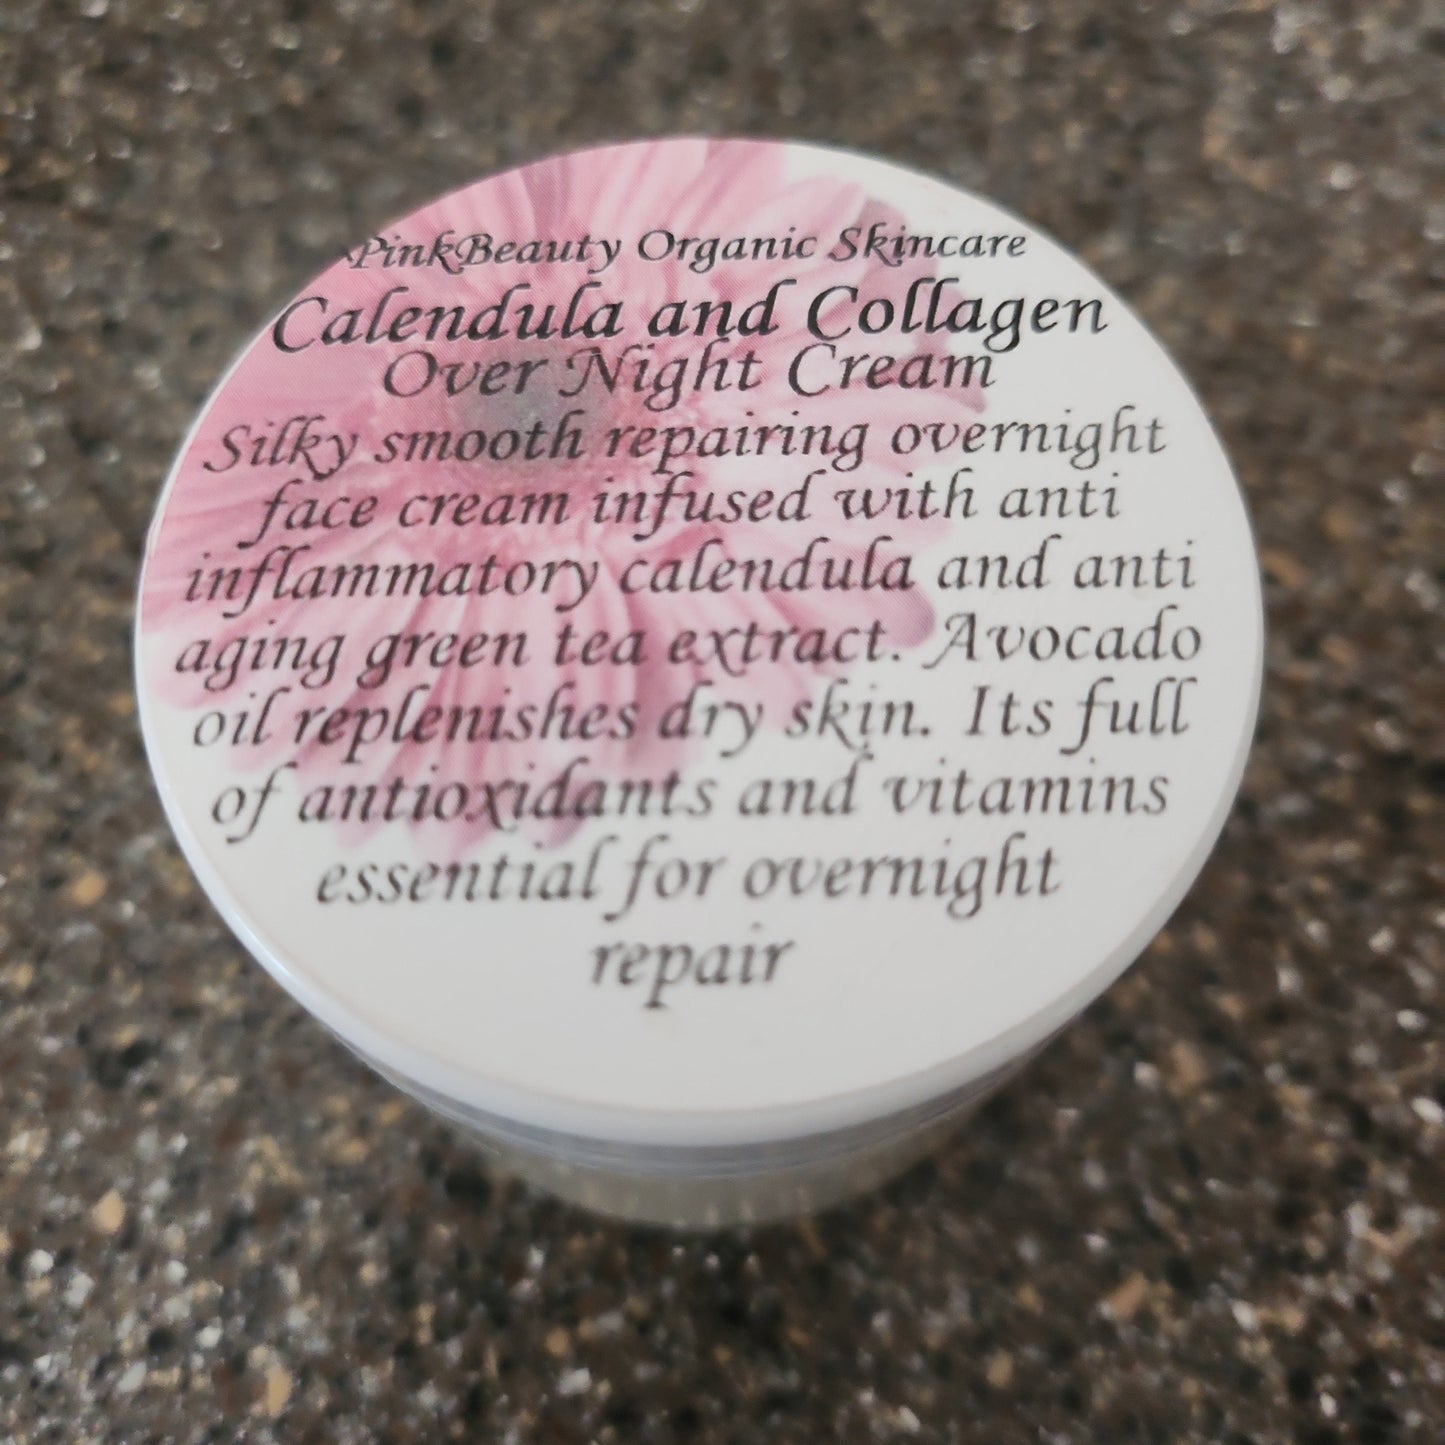 PinkBeauty Organic Skincare
Calendula and Collagen
Over Night Cream
Silky smooth repairing overnight
face cream infused with anti
inflammatory calendula and anti
aging green tea extract. Avocado
oil replenishes dry skin. Its full
of antioxidants and vitamins
essential for overnight
repair